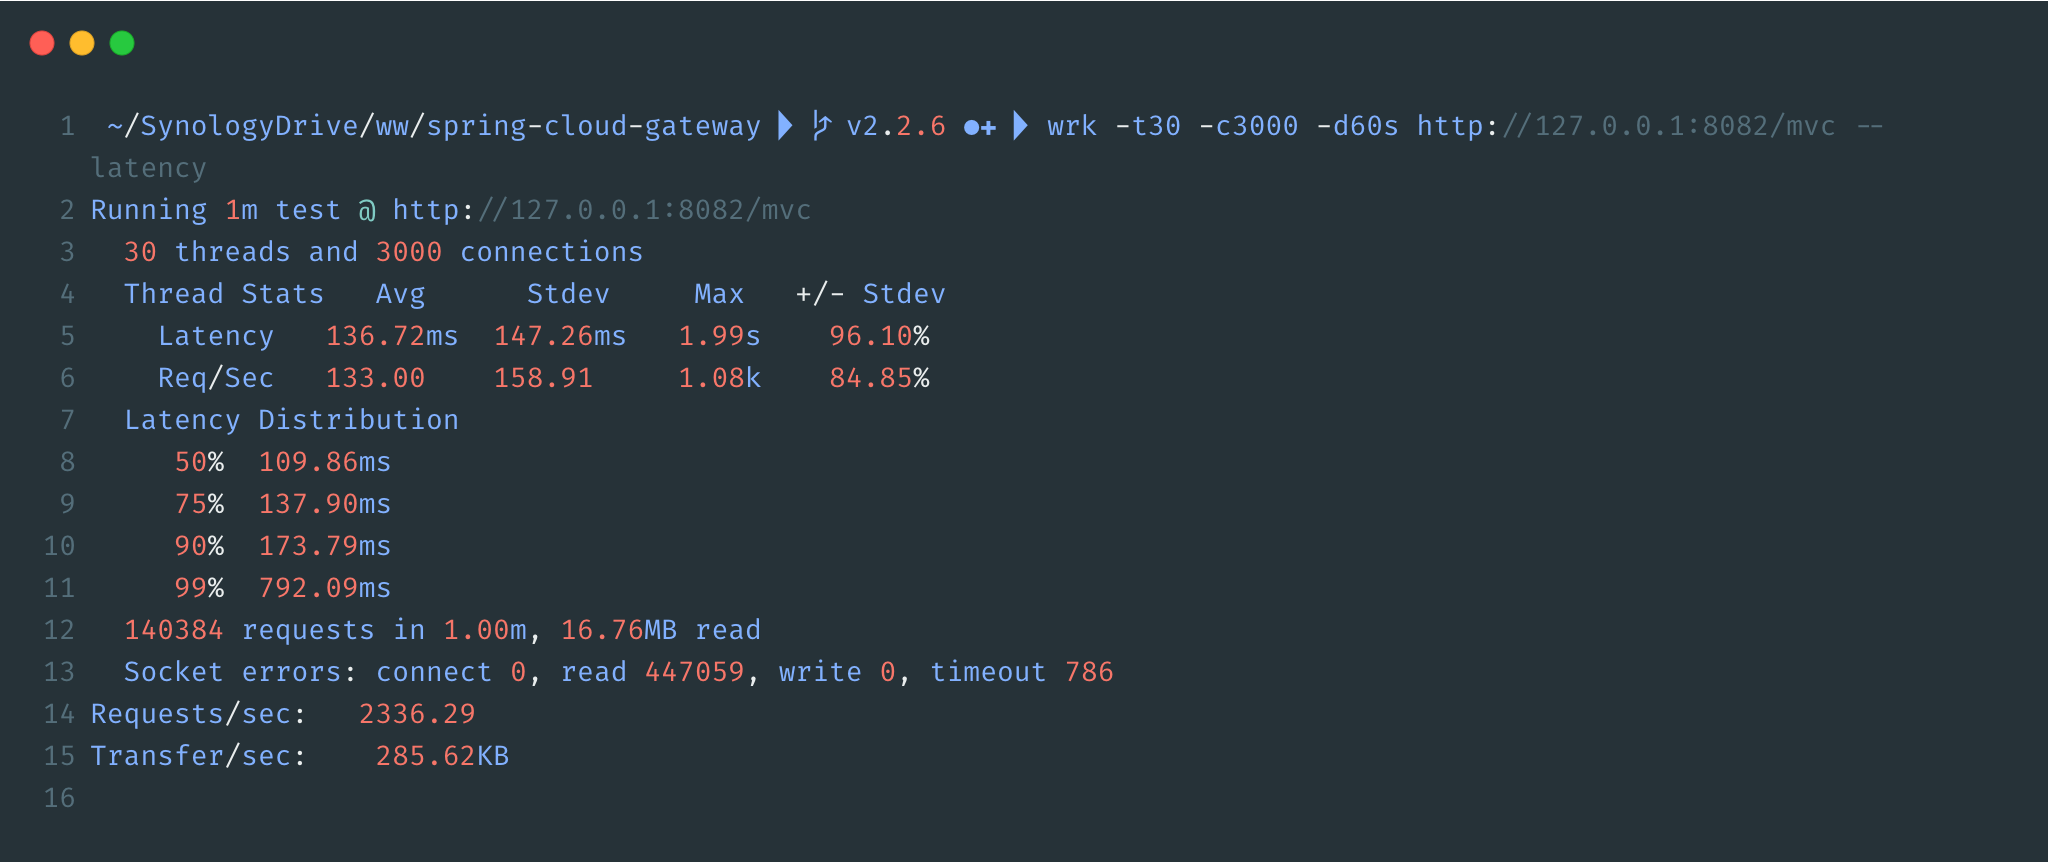 1 ~/SynologyDrive/ww/spring-cloud-gateway v2.2.6 ●+ wrk -t30 -c3000 -d60s http://127.0.0.1:8082/mvc --
latency
2 Running 1m test @ http://127.0.0.1:8082/mvc
3 30 threads and 3000 connections
4 Thread Stats Avg Stdev Max +/- Stdev
5 Latency 136.72ms 147.26ms 1.99s 96.10%
6 Req/Sec 133.00 158.91 1.08k 84.85%
7 Latency Distribution
8 50% 109.86ms
9 75% 137.90ms
10 90% 173.79ms
11 99% 792.09ms
12 140384 requests in 1.00m, 16.76MB read
13 Socket errors: connect 0, read 447059, write 0, timeout 786
14 Requests/sec: 2336.29
15 Transfer/sec: 285.62KB
16